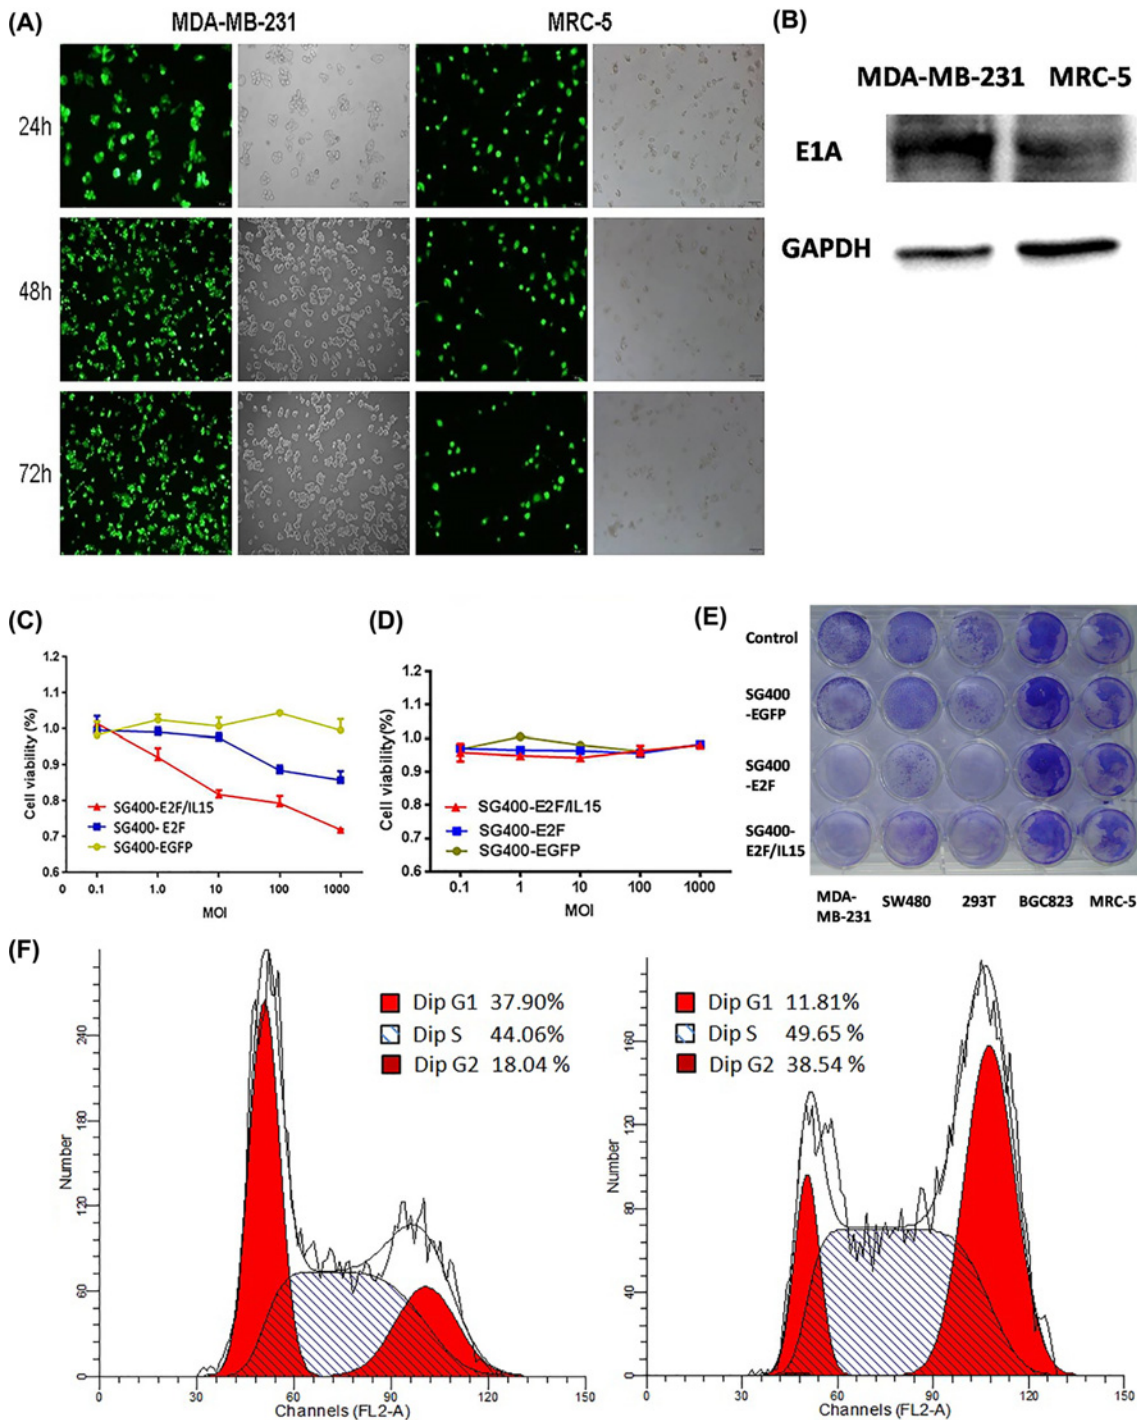 (A)
MDA-MB-231
MRC-5
24h
48h
72h
(B)
MDA-MB-231 MRC-5
E1A
GAPDH
(C)
Cell viability (%)
1.2
1.1
1.0
0.9
0.8
0.7
0.6
SG400-E2F/IL15
SG400- E2F
SG400-EGFP
0 0.1 1.0 10 100 1000
MOI
(D)
Cell viability (%)
1.2
1.1
1.0
0.9
0.8
0.7
0.6
SG400-E2F/IL15
SG400-E2F
SG400-EGFP
0.1 1 10 100 1000
MOI
(E)
Control
SG400
-EGFP
SG400
-E2F
SG400-
E2F/IL15
MDA-
MB-231
SW480
293T
BGC823
MRC-5
(F)
Number
240
180
120
60
0
Dip G1 37.90%
Dip S 44.06%
Dip G2 18.04 %
0 30 60 90 120 150
Channels (FL2-A)
Number
160
120
80
40
0
Dip G1 11.81%
Dip S 49.65 %
Dip G2 38.54 %
0 30 60 90 120 150
Channels (FL2-A)